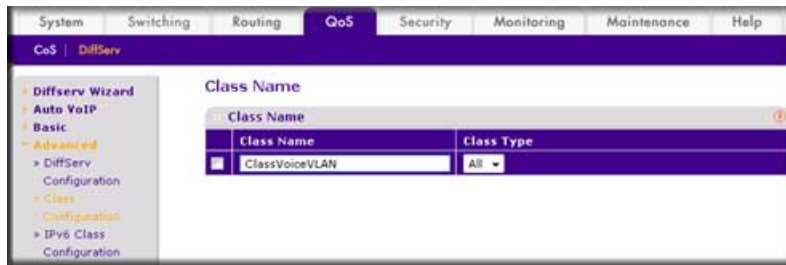 System Switching Routing QoS Security Monitoring Maintenance Help
CoS | DiffServ
Diffserv Wizard
Auto VoIP
Basic
Advanced
» DiffServ
Configuration
» Class
Configuration
» IPv6 Class
Configuration
Class Name
Class Name
Class Name Class Type
ClassVoiceVLAN All